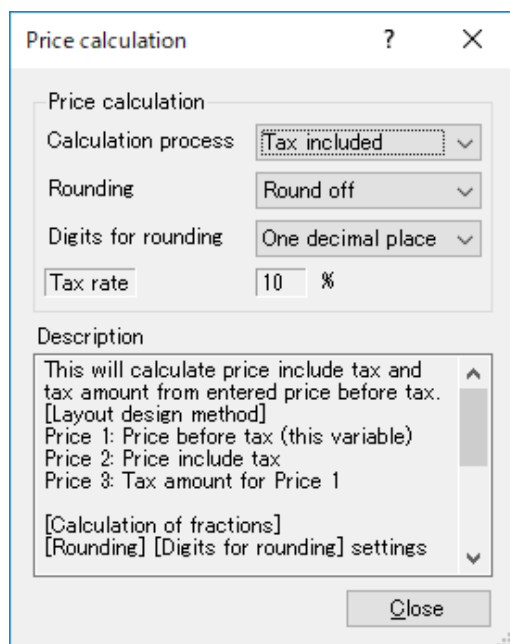 Price calculation
?
Price calculation
Calculation process
Tax included
Rounding
Round off
Digits for rounding
One decimal place
Tax rate
10 %
Description
This will calculate price include tax and
tax amount from entered price before tax.
[Layout design method]
Price 1: Price before tax (this variable)
Price 2: Price include tax
Price 3: Tax amount for Price 1
[Calculation of fractions]
[Rounding] [Digits for rounding] settings
Close